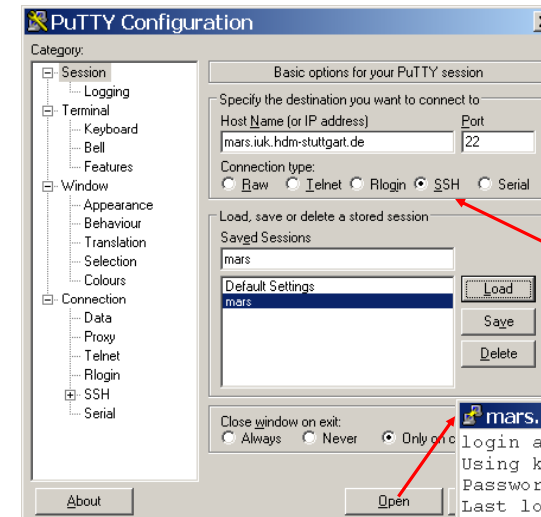 PuTTY Configuration
Category:
Session
Logging
Terminal
Keyboard
Bell
Features
Window
Appearance
Behaviour
Translation
Selection
Colours
Connection
Data
Proxy
Telnet
Rlogin
SSH
Serial
Basic options for your PuTTY session
Specify the destination you want to connect to
Host Name (or IP address) Port
mars.iuk.hdm-stuttgart.de 22
Connection type:
Raw Telnet Rlogin SSH Serial
Load, save or delete a stored session
Saved Sessions
mars
Default Settings
mars
Load
Save
Delete
Close window on exit:
Always Never Only on c
About Open
mars.
login a
Using k
Passwor
Last lo